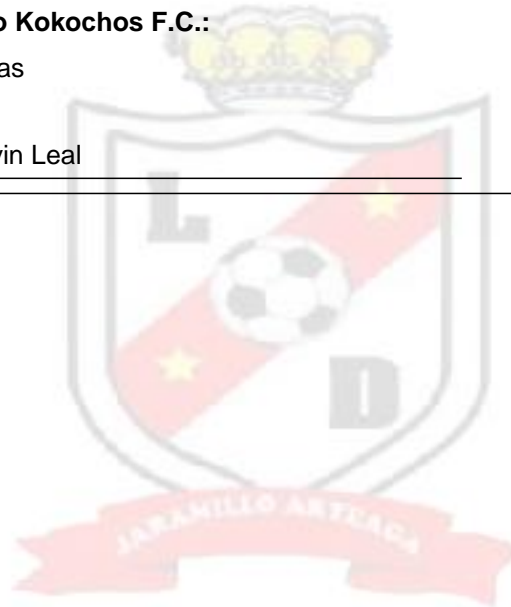 o Kokochos F.C.:
as
vin Leal
L
D
JARAMILLO ARTEAGA